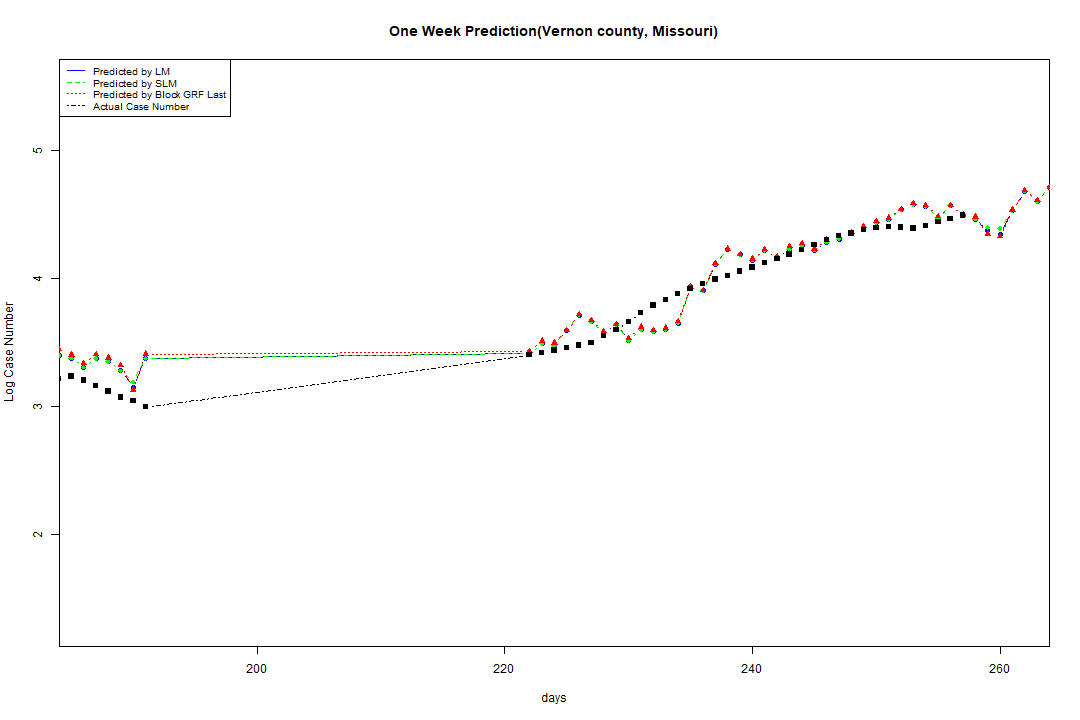 One Week Prediction(Vernon county, Missouri)
Predicted by LM
Predicted by SLM
Predicted by Block GRF Last
Actual Case Number
5
4
3
2
Log Case Number
200
220
240
260
days